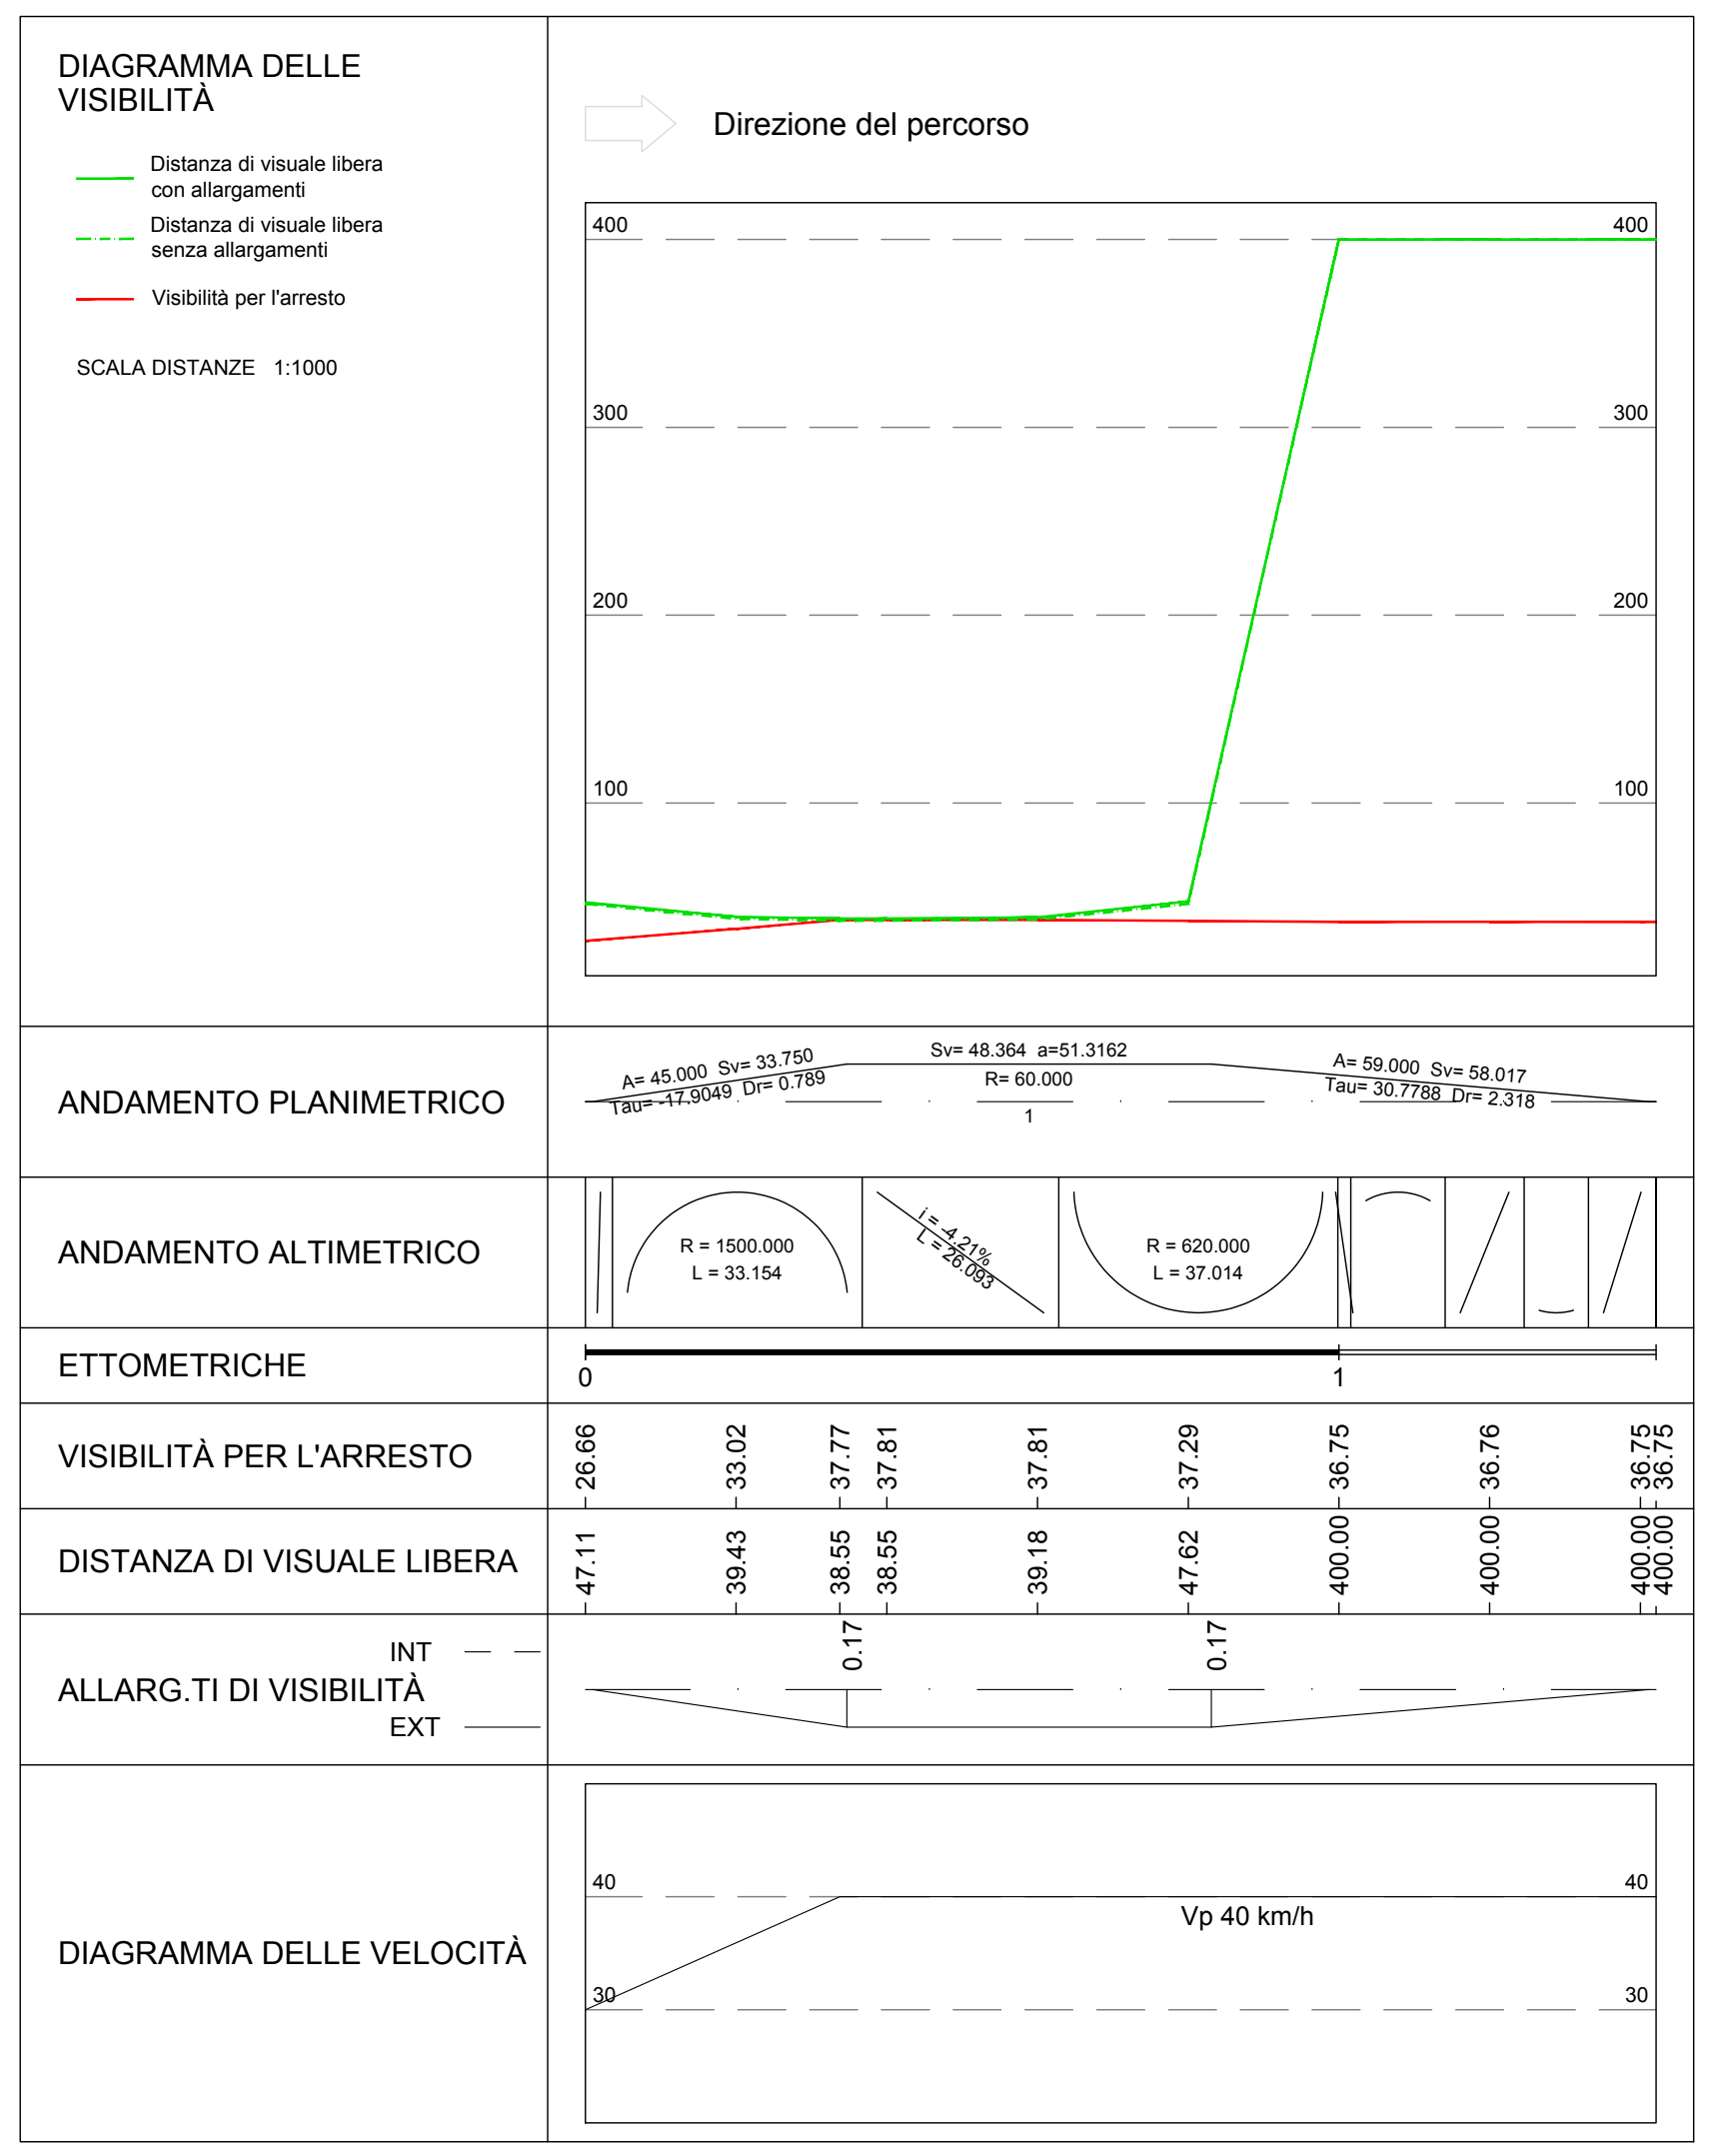 DIAGRAMMA DELLE
VISIBILITÀ
Distanza di visuale libera
con allargamenti
Distanza di visuale libera
senza allargamenti
Visibilità per l'arresto
SCALA DISTANZE 1:1000
Direzione del percorso
400 400
300 300
200 200
100 100
ANDAMENTO PLANIMETRICO
A= 45.000 Sv= 33.750
Tau= -17.9049 Dr= 0.789
Sv= 48.364 a=51.3162
R= 60.000
1
A= 59.000 Sv= 58.017
Tau= 30.7788 Dr= 2.318
ANDAMENTO ALTIMETRICO
R = 1500.000
L = 33.154
i = -4.21%
L = 26.093
R = 620.000
L = 37.014
ETTOMETRICHE
0 1
VISIBILITÀ PER L'ARRESTO
26.66 33.02 37.77 37.81 37.81 37.29 36.75 36.76 36.75 36.75
DISTANZA DI VISUALE LIBERA
47.11 39.43 38.55 38.55 39.18 47.62 400.00 400.00 400.00 400.00
INT
ALLARG.TI DI VISIBILITÀ
EXT
0.17 0.17
DIAGRAMMA DELLE VELOCITÀ
40 40
Vp 40 km/h
30 30